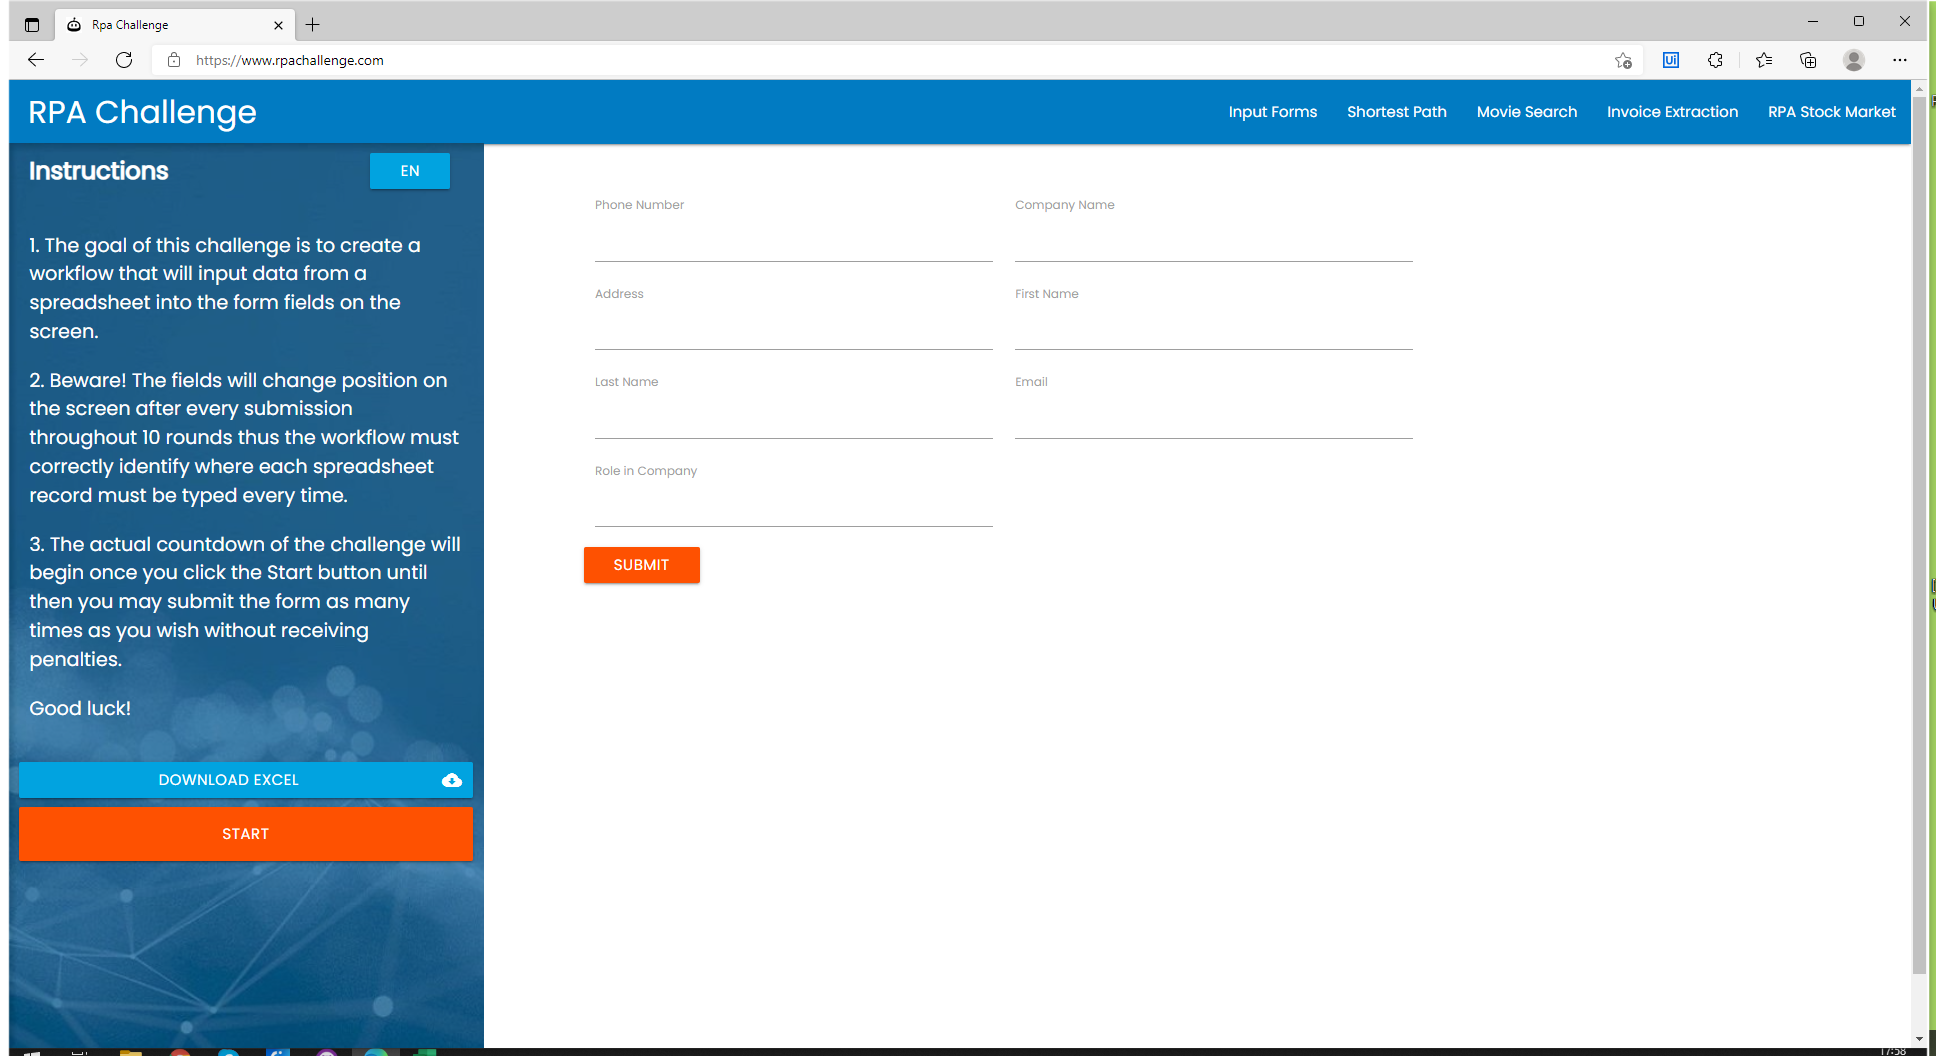 Rpa Challenge
https://www.rpachallenge.com
Ui
RPA Challenge
Input Forms
Shortest Path
Movie Search
Invoice Extraction
RPA Stock Market
Instructions
EN
1. The goal of this challenge is to create a
workflow that will input data from a
spreadsheet into the form fields on the
screen.
2. Beware! The fields will change position on
the screen after every submission
throughout 10 rounds thus the workflow must
correctly identify where each spreadsheet
record must be typed every time.
3. The actual countdown of the challenge will
begin once you click the Start button until
then you may submit the form as many
times as you wish without receiving
penalties.
Good luck!
DOWNLOAD EXCEL
START
Phone Number
Company Name
Address
First Name
Last Name
Email
Role in Company
SUBMIT
17:58